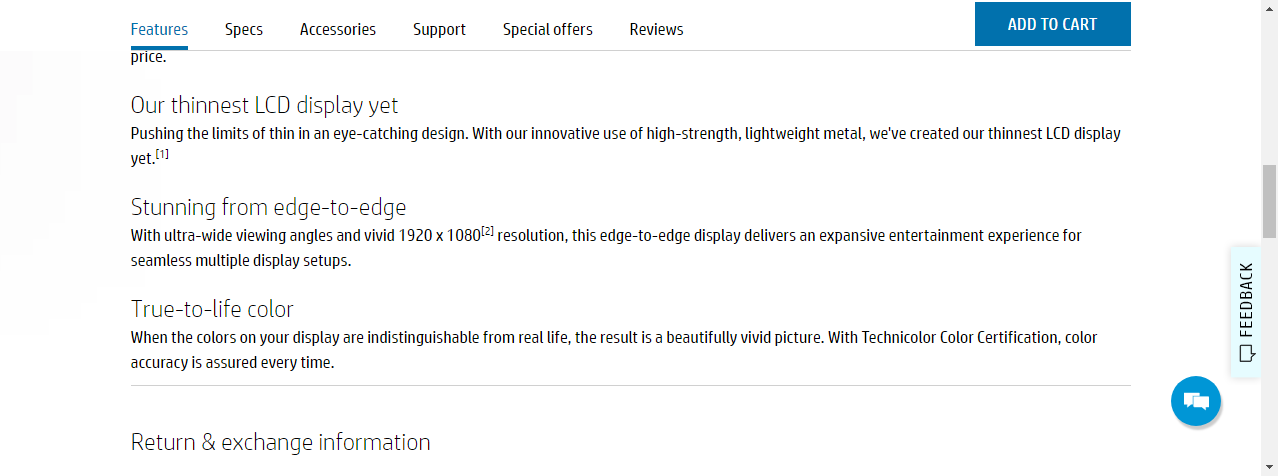 Features Specs Accessories Support Special offers Reviews ADD TO CART
price.
Our thinnest LCD display yet
Pushing the limits of thin in an eye-catching design. With our innovative use of high-strength, lightweight metal, we've created our thinnest LCD display
yet.[1]
Stunning from edge-to-edge
With ultra-wide viewing angles and vivid 1920 x 1080[2] resolution, this edge-to-edge display delivers an expansive entertainment experience for
seamless multiple display setups.
FEEDBACK
True-to-life color
When the colors on your display are indistinguishable from real life, the result is a beautifully vivid picture. With Technicolor Color Certification, color
accuracy is assured every time.
Return & exchange information